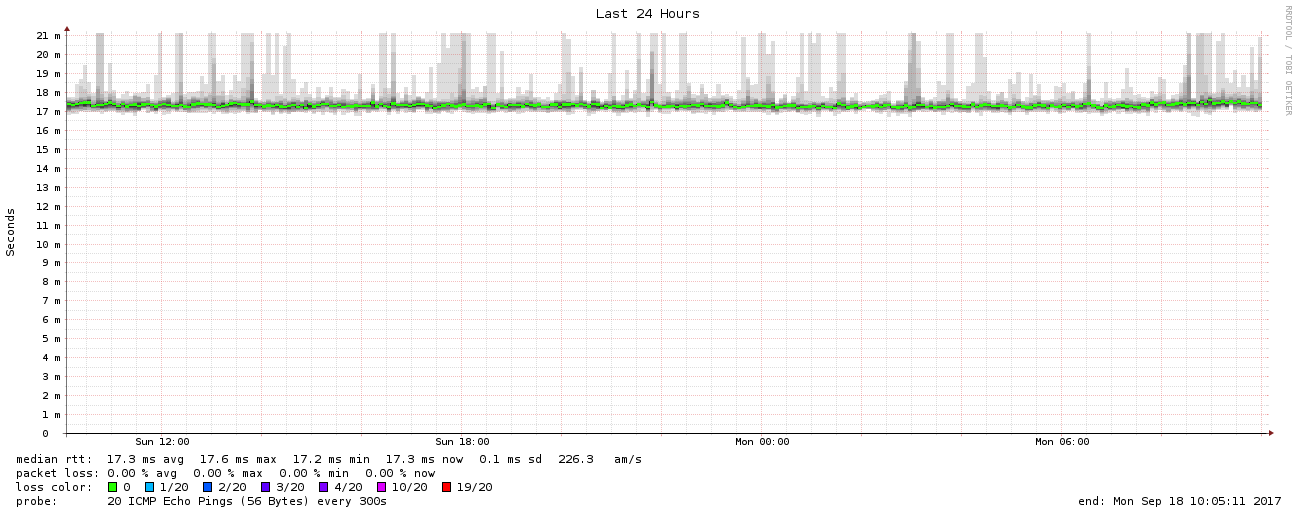 Last 24 Hours
RRDTOOL / TOBI OETIKER
Seconds
21 m
20 m
19 m
18 m
17 m
16 m
15 m
14 m
13 m
12 m
11 m
10 m
9 m
8 m
7 m
6 m
5 m
4 m
3 m
2 m
1 m
0
Sun 12:00 Sun 18:00 Mon 00:00 Mon 06:00
median rtt: 17.3 ms avg 17.6 ms max 17.2 ms min 17.3 ms now 0.1 ms sd 226.3 am/s
packet loss: 0.00 % avg 0.00 % max 0.00 % min 0.00 % now
loss color: 0 1/20 2/20 3/20 4/20 10/20 19/20
probe: 20 ICMP Echo Pings (56 Bytes) every 300s end: Mon Sep 18 10:05:11 2017